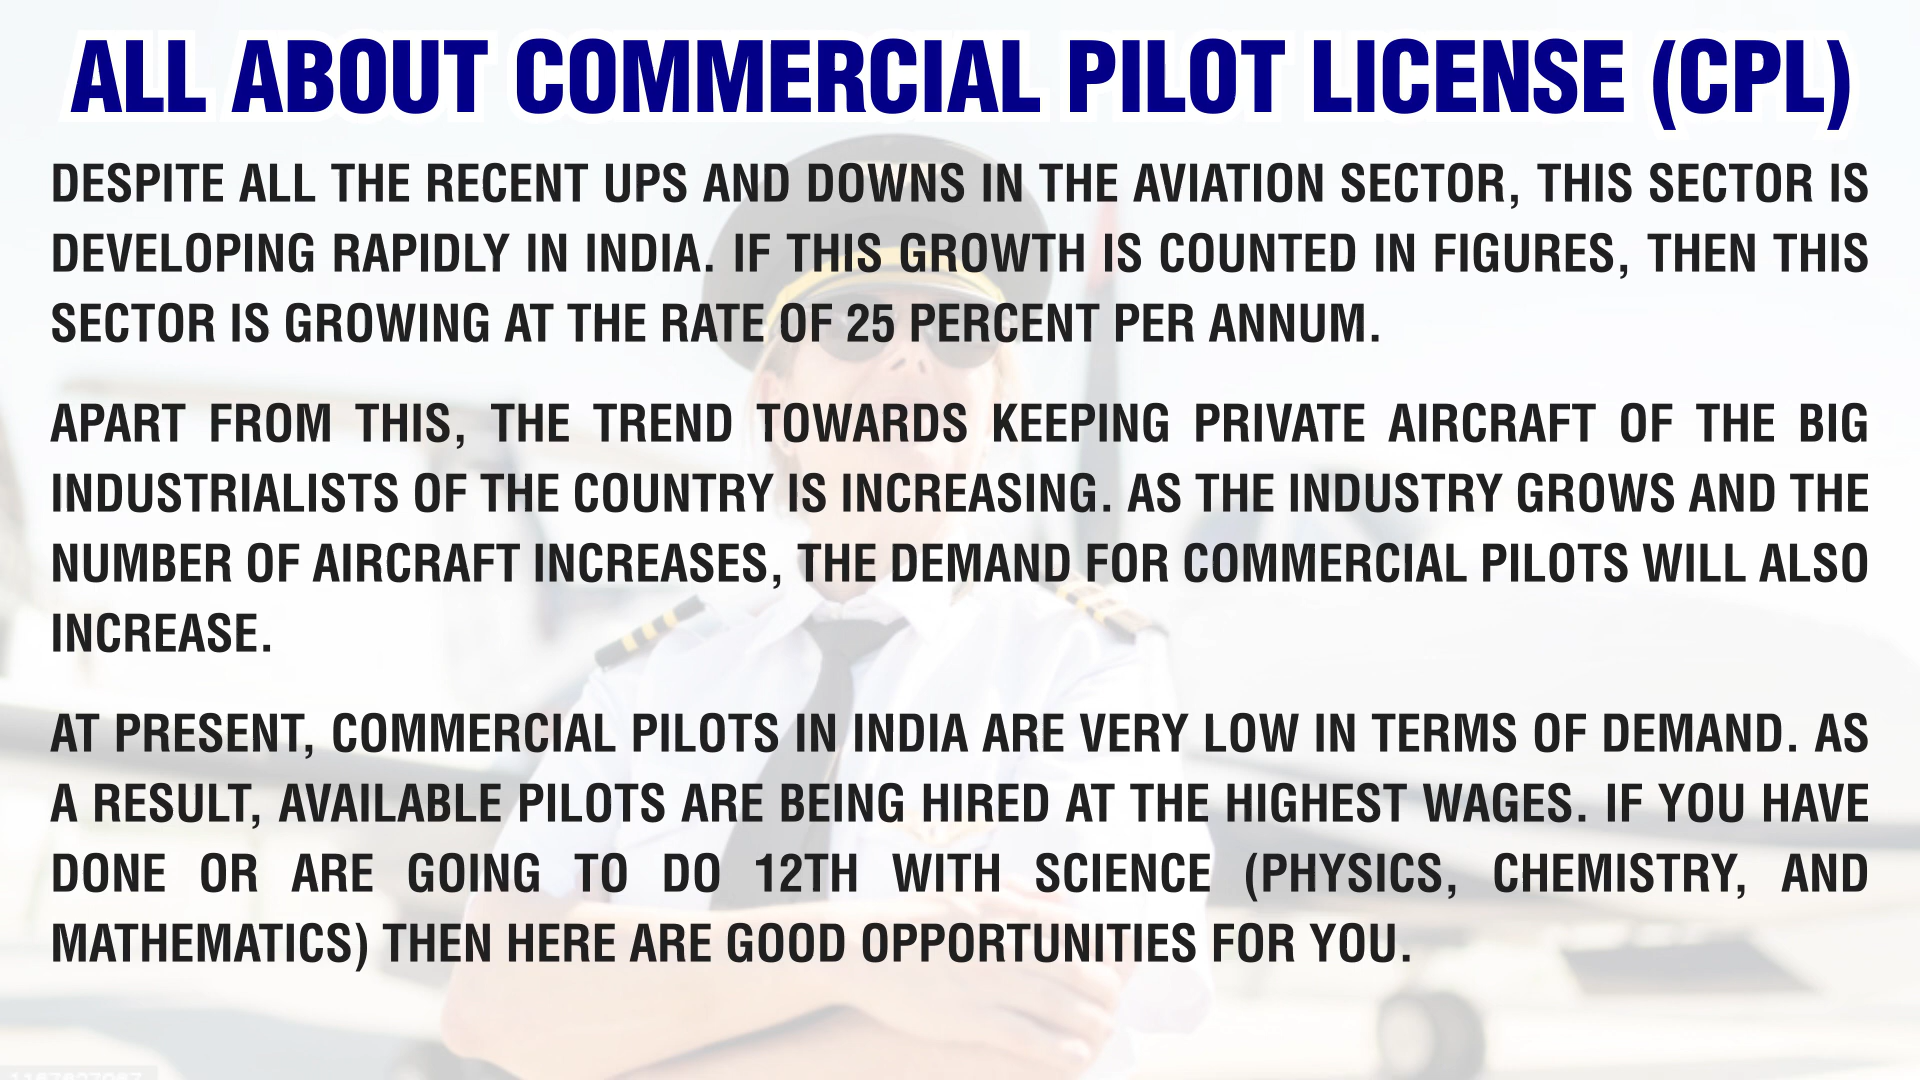 ALL ABOUT COMMERCIAL PILOT LICENSE (CPL)
DESPITE ALL THE RECENT UPS AND DOWNS IN THE AVIATION SECTOR, THIS SECTOR IS
DEVELOPING RAPIDLY IN INDIA. IF THIS GROWTH IS COUNTED IN FIGURES, THEN THIS
SECTOR IS GROWING AT THE RATE OF 25 PERCENT PER ANNUM.
APART FROM THIS, THE TREND TOWARDS KEEPING PRIVATE AIRCRAFT OF THE BIG
INDUSTRIALISTS OF THE COUNTRY IS INCREASING. AS THE INDUSTRY GROWS AND THE
NUMBER OF AIRCRAFT INCREASES, THE DEMAND FOR COMMERCIAL PILOTS WILL ALSO
INCREASE.
AT PRESENT, COMMERCIAL PILOTS IN INDIA ARE VERY LOW IN TERMS OF DEMAND. AS
A RESULT, AVAILABLE PILOTS ARE BEING HIRED AT THE HIGHEST WAGES. IF YOU HAVE
DONE OR ARE GOING TO DO 12TH WITH SCIENCE (PHYSICS, CHEMISTRY, AND
MATHEMATICS) THEN HERE ARE GOOD OPPORTUNITIES FOR YOU.